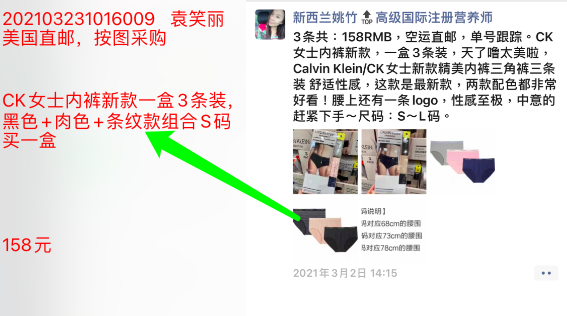 202103231016009 袁笑丽
美国直邮，按图采购
CK女士内裤新款一盒3条装，
黑色+肉色+条纹款组合S码
买一盒
158元
新西兰姚竹🔝高级国际注册营养师
3条共：158RMB，空运直邮，单号跟踪。CK
女士内裤新款，一盒3条装，天了噜太美啦，
Calvin Klein/CK女士新款精美内裤三角裤三条
装 舒适性感，这款是最新款，两款配色都非常
好看！腰上还有一条logo，性感至极，中意的
赶紧下手～尺码：S～L码。
码说明】
码对应68cm的腰围
码对应73cm的腰围
码对应78cm的腰围
2021年3月2日 14:15